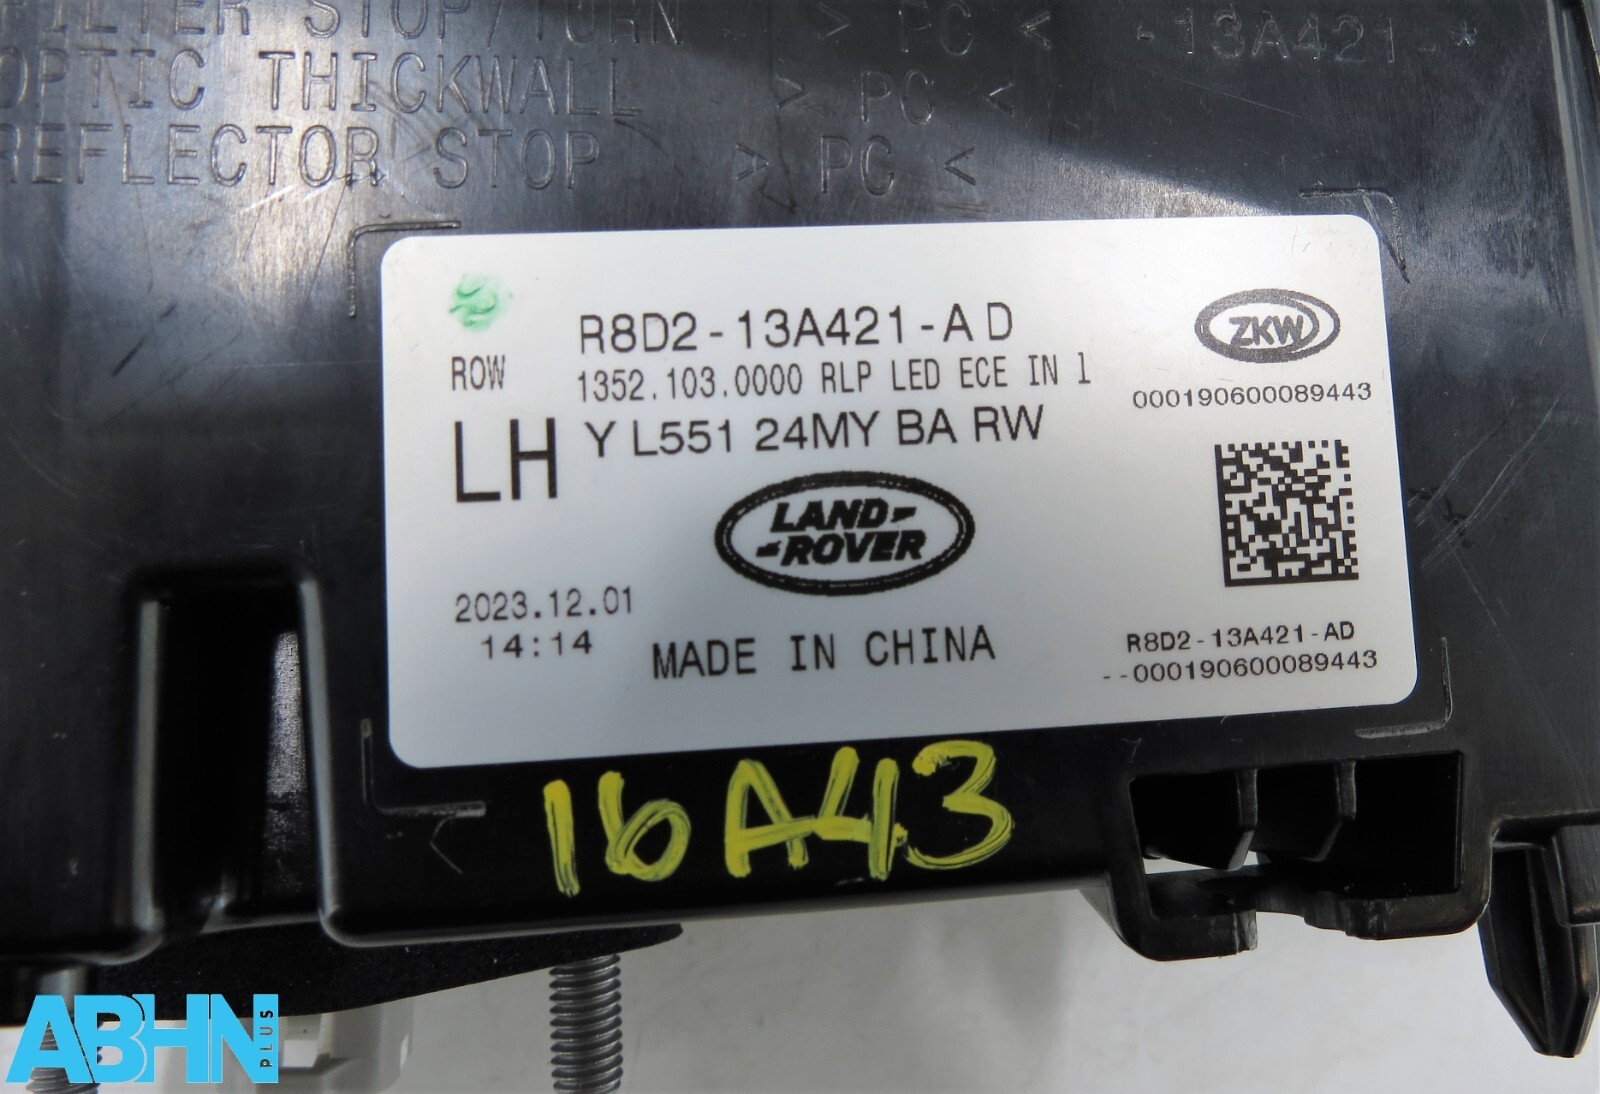 STOP/TURN > PC < -13A421-*
OPTIC THICKWALL > PC <
REFLECTOR STOP > PC <
R8D2-13A421-AD
ZKW
ROW
1352.103.0000 RLP LED ECE IN 1
000190600089443
LH
Y L551 24MY BA RW
LAND-
-ROVER
2023.12.01
14:14
MADE IN CHINA
R8D2-13A421-AD
--000190600089443
16A43
ABHN
PLUS